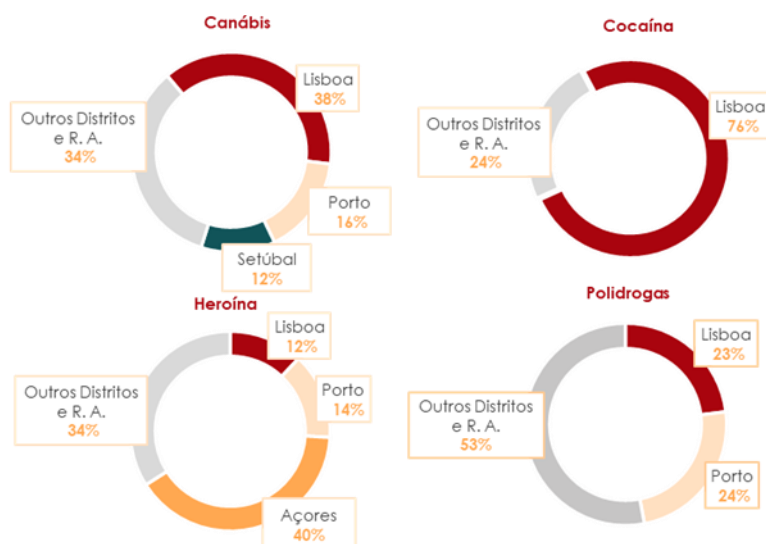 Canábis
Lisboa
38%
Outros Distritos
e R. A.
34%
Porto
16%
Setúbal
12%
Cocaína
Lisboa
76%
Outros Distritos
e R. A.
24%
Heroína
Lisboa
12%
Porto
14%
Outros Distritos
e R. A.
34%
Açores
40%
Polidrogas
Lisboa
23%
Outros Distritos
e R. A.
53%
Porto
24%